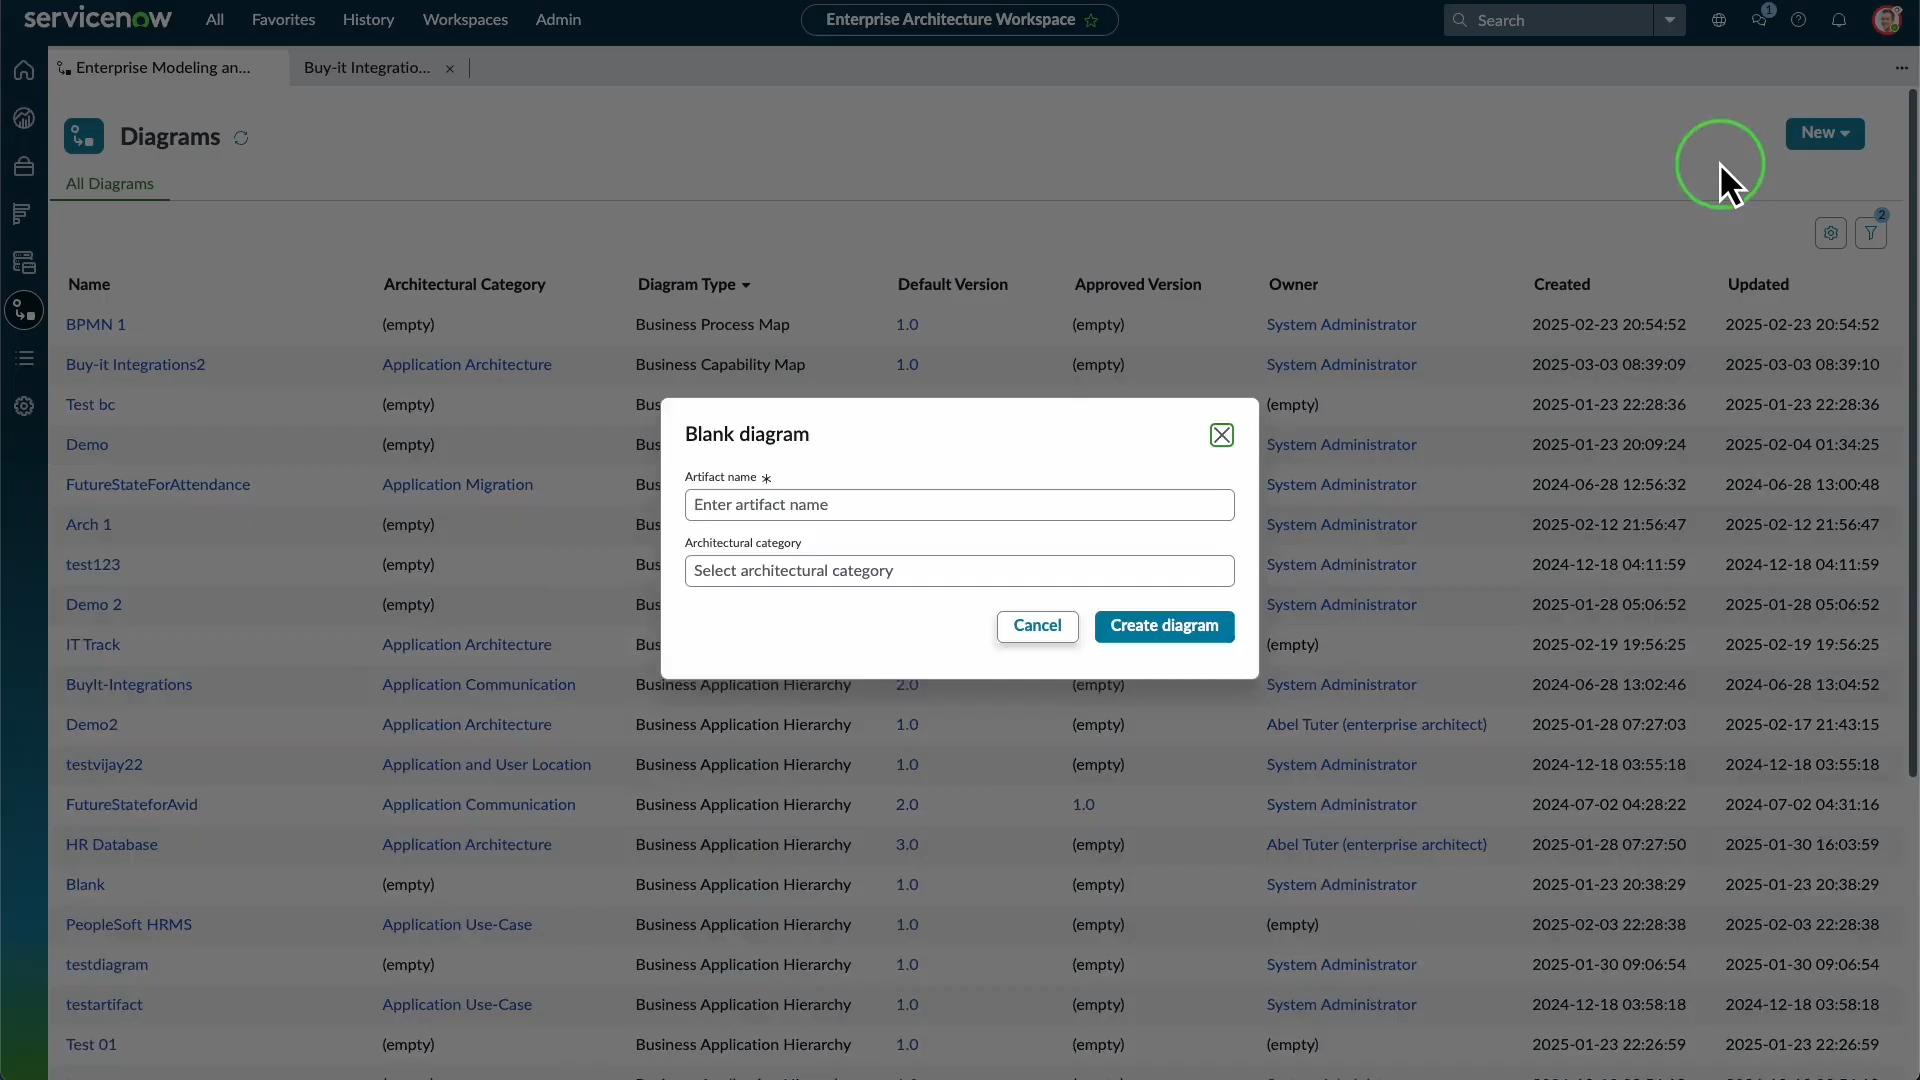 servicenow All Favorites History Workspaces Admin Enterprise Architecture Workspace Search 1
Enterprise Modeling an... Buy-it Integratio...
Diagrams New
All Diagrams
2
Name Architectural Category Diagram Type Default Version Approved Version Owner Created Updated
BPMN 1 (empty) Business Process Map 1.0 (empty) System Administrator 2025-02-23 20:54:52 2025-02-23 20:54:52
Buy-it Integrations2 Application Architecture Business Capability Map 1.0 (empty) System Administrator 2025-03-03 08:39:09 2025-03-03 08:39:10
Test bc (empty) Bus (empty) 2025-01-23 22:28:36 2025-01-23 22:28:36
Demo (empty) Bus System Administrator 2025-01-23 20:09:24 2025-02-04 01:34:25
FutureStateForAttendance Application Migration Bus System Administrator 2024-06-28 12:56:32 2024-06-28 13:00:48
Arch 1 (empty) Bus System Administrator 2025-02-12 21:56:47 2025-02-12 21:56:47
test123 (empty) Bus System Administrator 2024-12-18 04:11:59 2024-12-18 04:11:59
Demo 2 (empty) Bus System Administrator 2025-01-28 05:06:52 2025-01-28 05:06:52
IT Track Application Architecture Bus (empty) 2025-02-19 19:56:25 2025-02-19 19:56:25
BuyIt-Integrations Application Communication Business Application Hierarchy 2.0 (empty) System Administrator 2024-06-28 13:02:46 2024-06-28 13:04:52
Demo2 Application Architecture Business Application Hierarchy 1.0 (empty) Abel Tuter (enterprise architect) 2025-01-28 07:27:03 2025-02-17 21:43:15
testvijay22 Application and User Location Business Application Hierarchy 1.0 (empty) System Administrator 2024-12-18 03:55:18 2024-12-18 03:55:18
FutureStateforAvid Application Communication Business Application Hierarchy 2.0 1.0 System Administrator 2024-07-02 04:28:22 2024-07-02 04:31:16
HR Database Application Architecture Business Application Hierarchy 3.0 (empty) Abel Tuter (enterprise architect) 2025-01-28 07:27:50 2025-01-30 16:03:59
Blank (empty) Business Application Hierarchy 1.0 (empty) System Administrator 2025-01-23 20:38:29 2025-01-23 20:38:29
PeopleSoft HRMS Application Use-Case Business Application Hierarchy 1.0 (empty) (empty) 2025-02-03 22:28:38 2025-02-03 22:28:38
testdiagram (empty) Business Application Hierarchy 1.0 (empty) System Administrator 2025-01-30 09:06:54 2025-01-30 09:06:54
testartifact Application Use-Case Business Application Hierarchy 1.0 (empty) System Administrator 2024-12-18 03:58:18 2024-12-18 03:58:18
Test 01 (empty) Business Application Hierarchy 1.0 (empty) (empty) 2025-01-23 22:26:59 2025-01-23 22:26:59
Blank diagram
Artifact name *
Enter artifact name
Architectural category
Select architectural category
Cancel Create diagram